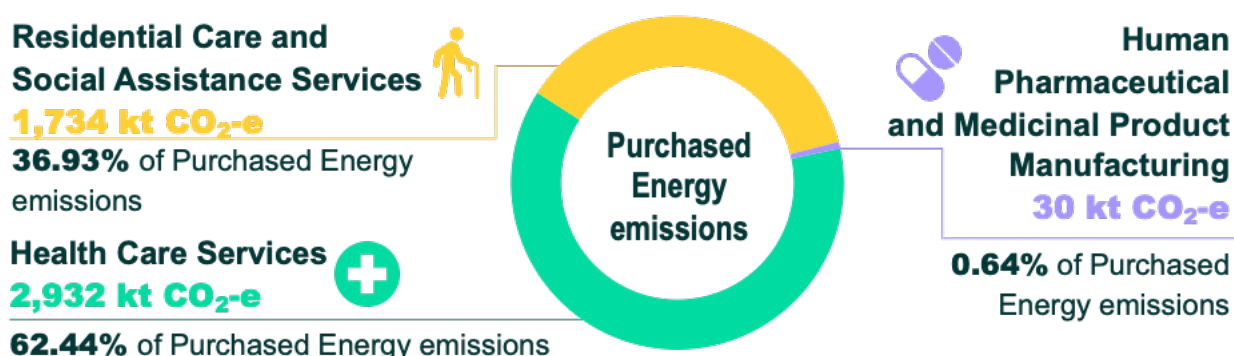 Residential Care and
Social Assistance Services
1,734 kt CO₂-e
36.93% of Purchased Energy
emissions
Health Care Services
2,932 kt CO₂-e
62.44% of Purchased Energy emissions
Purchased
Energy
emissions
Human
Pharmaceutical
and Medicinal Product
Manufacturing
30 kt CO₂-e
0.64% of Purchased
Energy emissions